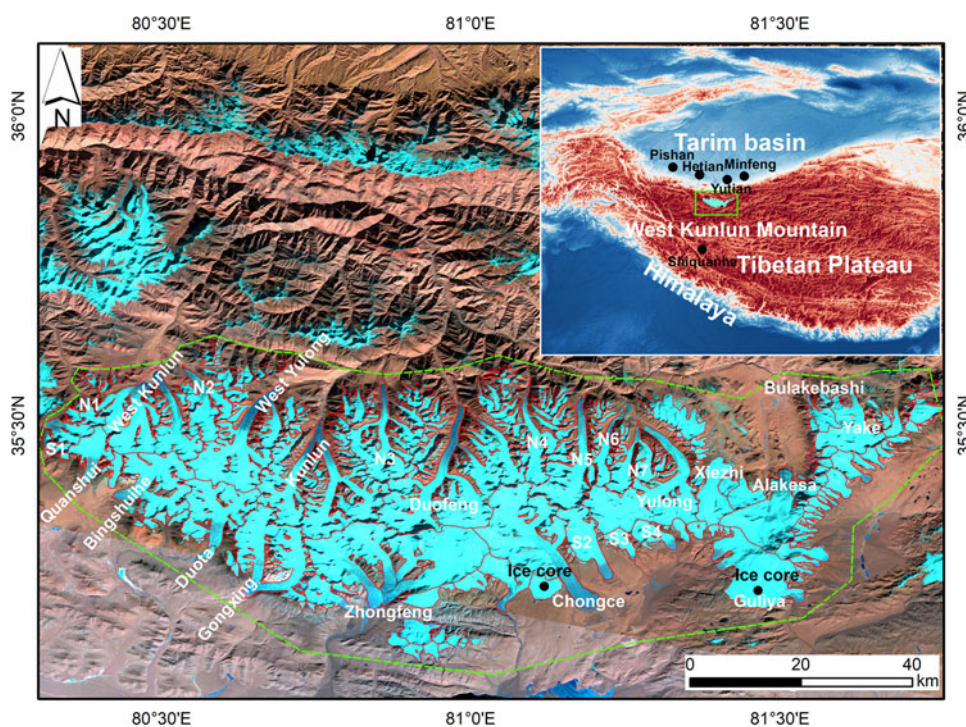 80°30'E
81°0'E
81°30'E
36°0'N
36°0'N
N
Tarim basin
Pishan
Hetian
Minfeng
Yutian
West Kunlun Mountain
Shiquanhe
Tibetan Plateau
Himalaya
35°30'N
35°30'N
N1
West Kunlun
N2
West Yulong
Bulakebashi
S1
Quanshui
Bingshuihe
Kunlun
N3
N4
N5
N6
N7
Duofeng
Yulong
Xiezhi
Alakesa
Yake
Duota
Gongxing
Zhongfeng
S2
S3
S4
Ice core
Chongce
Ice core
Guliya
0
20
40
km
80°30'E
81°0'E
81°30'E